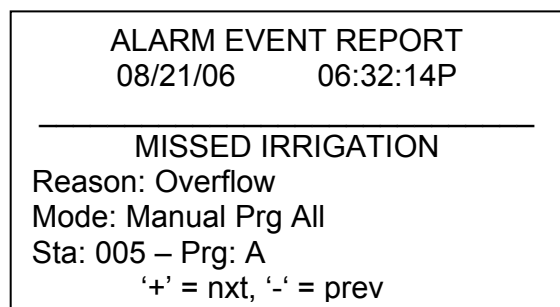 ALARM EVENT REPORT
08/21/06 06:32:14P
MISSED IRRIGATION
Reason: Overflow
Mode: Manual Prg All
Sta: 005 – Prg: A
‘+’ = nxt, ‘-‘ = prev